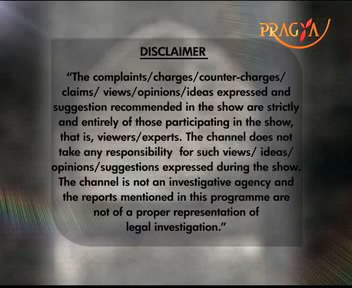 PRAGYA
DISCLAIMER
“The complaints/charges/counter-charges/
claims/ views/opinions/ideas expressed and
suggestion recommended in the show are strictly
and entirely of those participating in the show,
that is, viewers/experts. The channel does not
take any responsibility for such views/ ideas/
opinions/suggestions expressed during the show.
The channel is not an investigative agency and
the reports mentioned in this programme are
not of a proper representation of
legal investigation.”